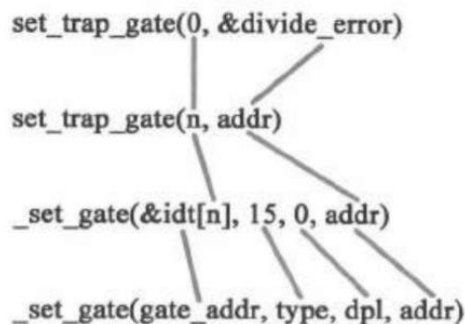 set_trap_gate(0, &divide_error)
set_trap_gate(n, addr)
_set_gate(&idt[n], 15, 0, addr)
_set_gate(gate_addr, type, dpl, addr)